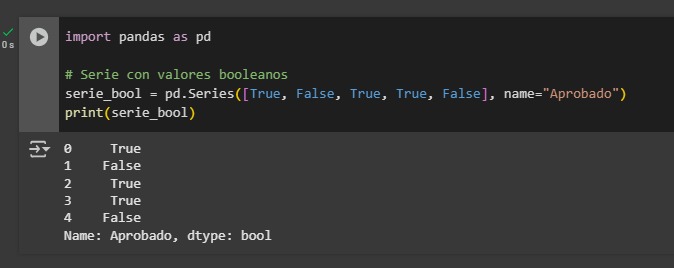 import pandas as pd
# Serie con valores booleanos
serie_bool = pd.Series([True, False, True, True, False], name="Aprobado")
print(serie_bool)
0s
0     True
1    False
2     True
3     True
4    False
Name: Aprobado, dtype: bool